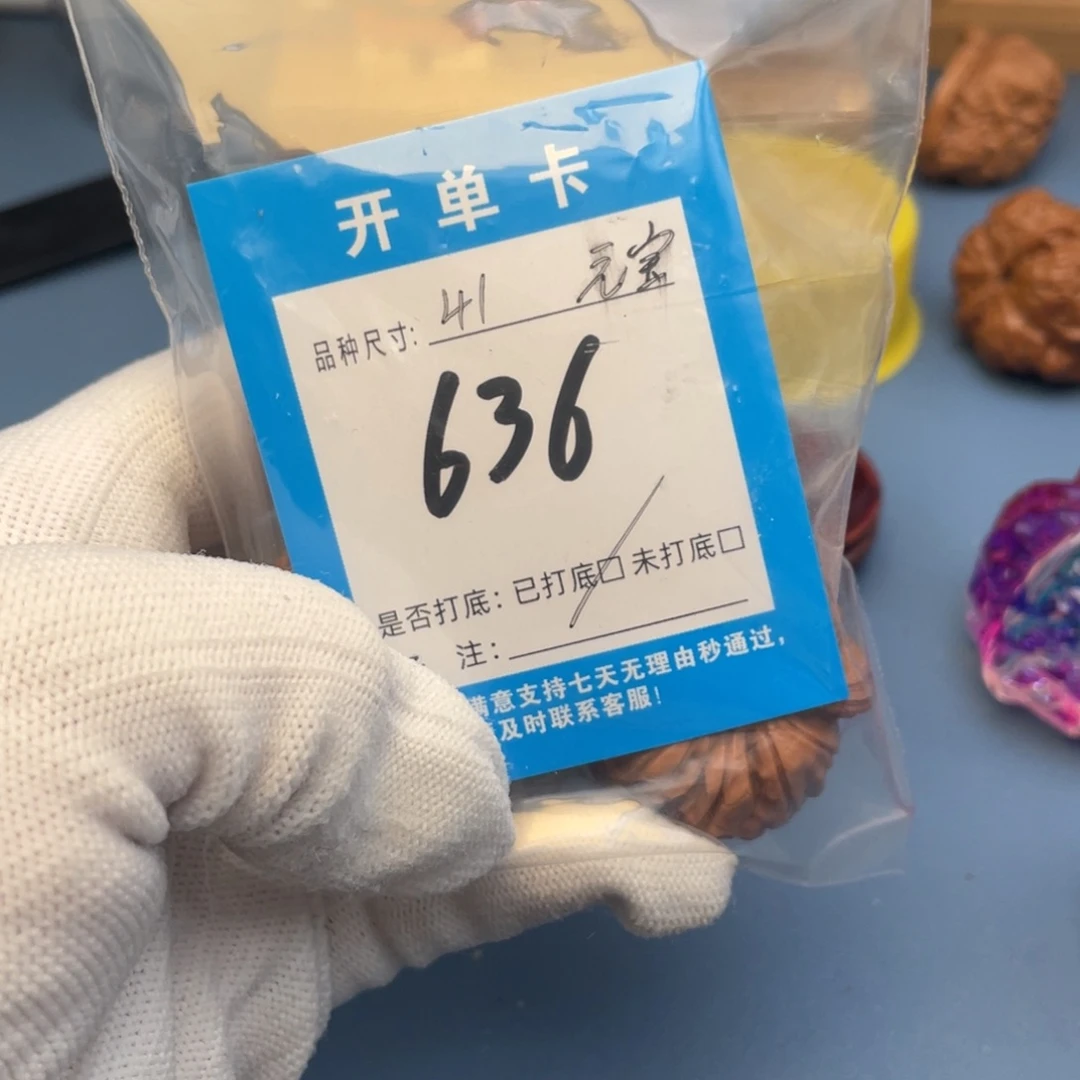 开单卡
品种尺寸: 41 元宝
636
是否打底: 已打底☐ 未打底☐
注:
满意支持七天无理由秒通过,
及时联系客服!